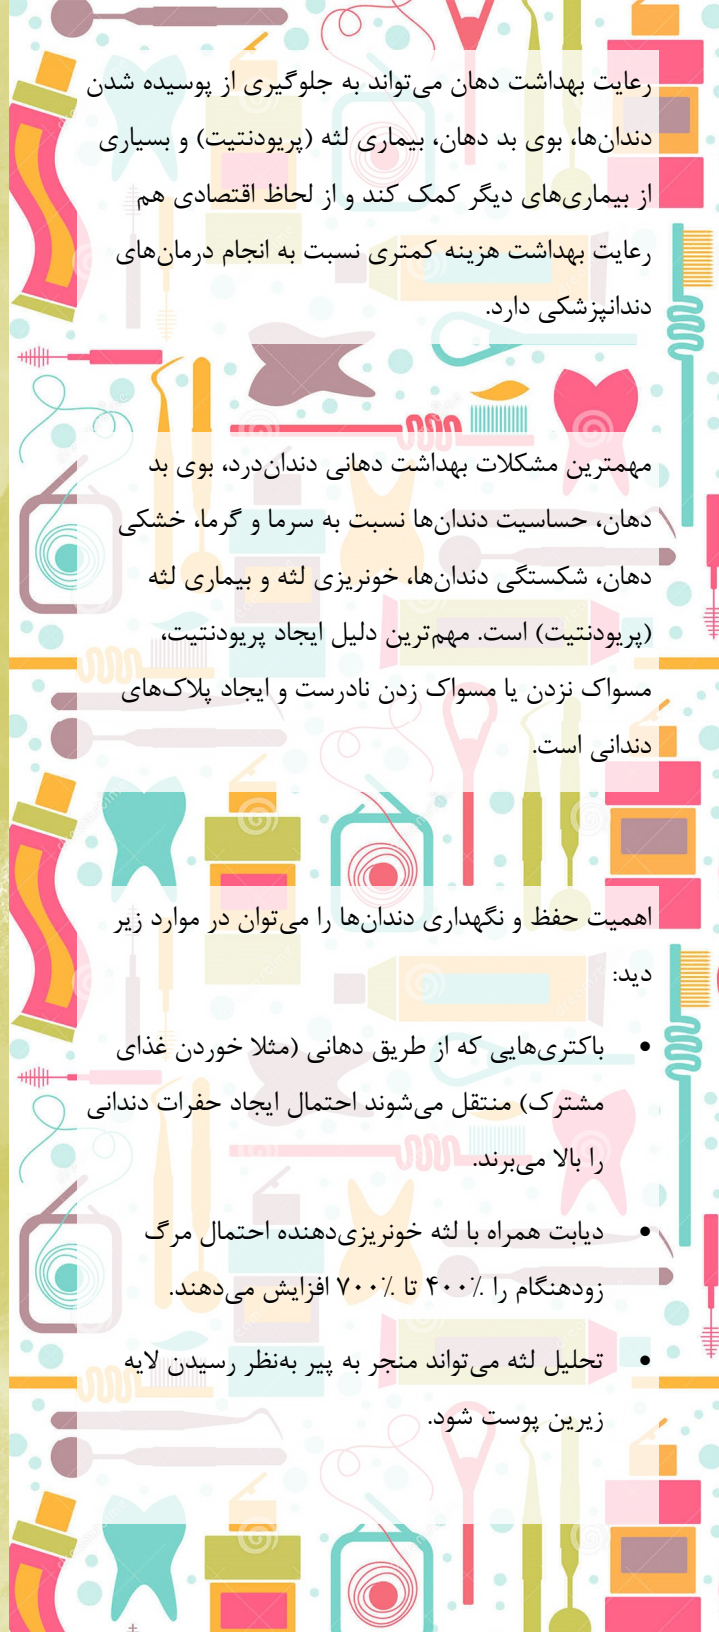 رعایت بهداشت دهان می‌تواند به جلوگیری از پوسیده شدن
دندان‌ها، بوی بد دهان، بیماری لثه (پریودنتیت) و بسیاری
از بیماری‌های دیگر کمک کند و از لحاظ اقتصادی هم
رعایت بهداشت هزینه کمتری نسبت به انجام درمان‌های
دندانپزشکی دارد.
مهمترین مشکلات بهداشت دهانی دندان‌درد، بوی بد
دهان، حساسیت دندان‌ها نسبت به سرما و گرما، خشکی
دهان، شکستگی دندان‌ها، خونریزی لثه و بیماری لثه
(پریودنتیت) است. مهم‌ترین دلیل ایجاد پریودنتیت،
مسواک نزدن یا مسواک زدن نادرست و ایجاد پلاک‌های
دندانی است.
اهمیت حفظ و نگهداری دندان‌ها را می‌توان در موارد زیر
دید:
• باکتری‌هایی که از طریق دهانی (مثلا خوردن غذای
مشترک) منتقل می‌شوند احتمال ایجاد حفرات دندانی
را بالا می‌برند.
• دیابت همراه با لثه خونریزی‌دهنده احتمال مرگ
زودهنگام را ۴۰۰٪ تا ۷۰۰٪ افزایش می‌دهند.
• تحلیل لثه می‌تواند منجر به پیر به‌نظر رسیدن لایه
زیرین پوست شود.